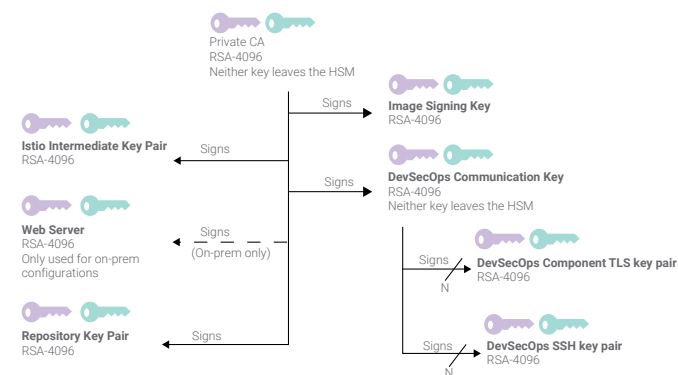 Private CA
RSA-4096
Neither key leaves the HSM
Signs
Image Signing Key
RSA-4096
Istio Intermediate Key Pair
RSA-4096
Signs
Signs
DevSecOps Communication Key
RSA-4096
Neither key leaves the HSM
Web Server
RSA-4096
Only used for on-prem
configurations
Signs
(On-prem only)
Signs
N
DevSecOps Component TLS key pair
RSA-4096
Repository Key Pair
RSA-4096
Signs
Signs
N
DevSecOps SSH key pair
RSA-4096